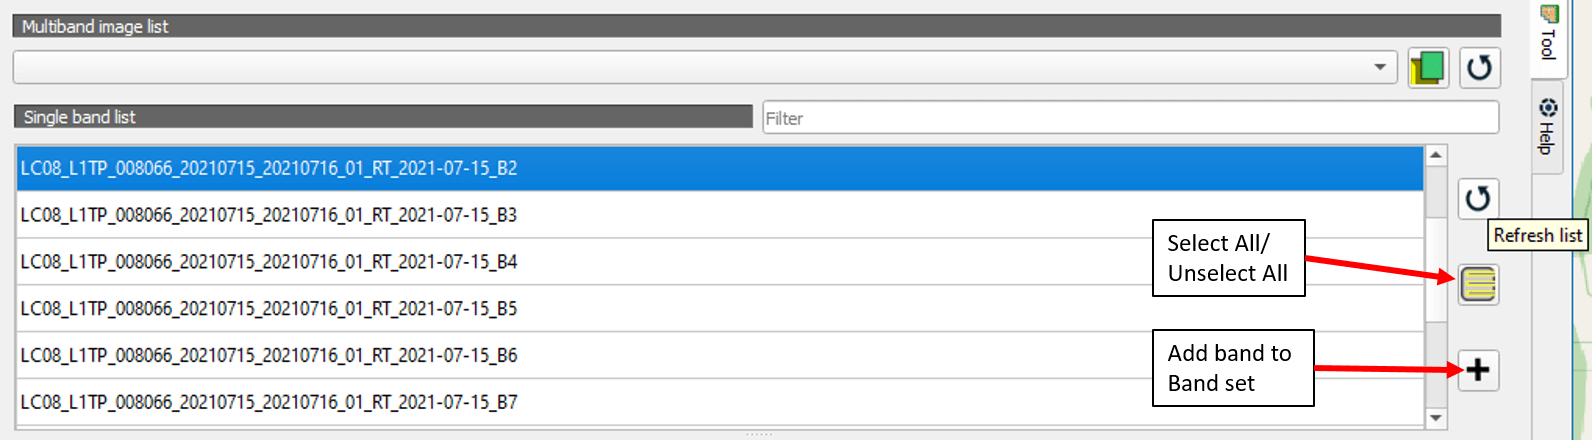 Multiband image list
Tool
Single band list
Filter
Help
LC08_L1TP_008066_20210715_20210716_01_RT_2021-07-15_B2
LC08_L1TP_008066_20210715_20210716_01_RT_2021-07-15_B3
Refresh list
Select All/
Unselect All
LC08_L1TP_008066_20210715_20210716_01_RT_2021-07-15_B4
LC08_L1TP_008066_20210715_20210716_01_RT_2021-07-15_B5
LC08_L1TP_008066_20210715_20210716_01_RT_2021-07-15_B6
Add band to
Band set
LC08_L1TP_008066_20210715_20210716_01_RT_2021-07-15_B7